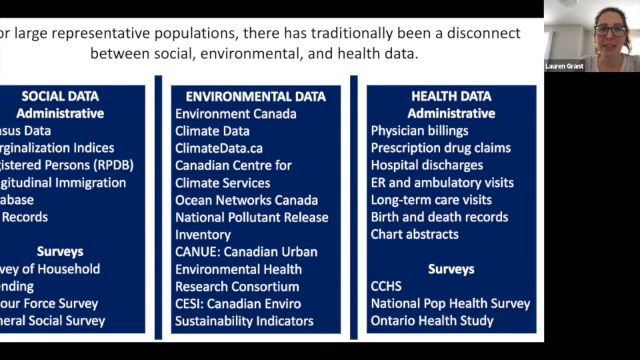 or large representative populations, there has traditionally been a disconnect
between social, environmental, and health data.
SOCIAL DATA
Administrative
nsus Data
rginalization Indices
gistered Persons (RPDB)
gitudinal Immigration
abase
Records
Surveys
vey of Household
ending
our Force Survey
neral Social Survey
ENVIRONMENTAL DATA
Environment Canada
Climate Data
ClimateData.ca
Canadian Centre for
Climate Services
Ocean Networks Canada
National Pollutant Release
Inventory
CANUE: Canadian Urban
Environmental Health
Research Consortium
CESI: Canadian Enviro
Sustainability Indicators
HEALTH DATA
Administrative
Physician billings
Prescription drug claims
Hospital discharges
ER and ambulatory visits
Long-term care visits
Birth and death records
Chart abstracts
Surveys
CCHS
National Pop Health Survey
Ontario Health Study
Lauren Grant